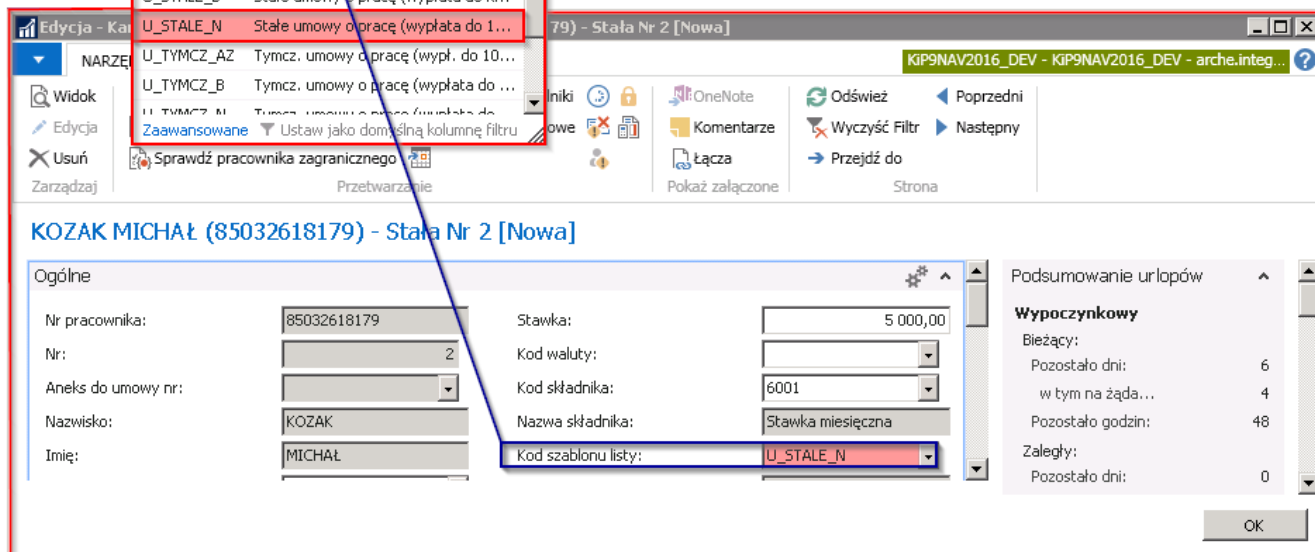 U_STALE_N Stałe umowy o pracę (wypłata do 1...
U_TYMCZ_AZ Tymcz. umowy o pracę (wypł. do 10...
U_TYMCZ_B Tymcz. umowy o pracę (wypłata do ...
Zaawansowane Ustaw jako domyślną kolumnę filtru
Edycja - Ka 79) - Stała Nr 2 [Nowa]
NARZĘ KiP9NAV2016_DEV - KiP9NAV2016_DEV - arche.integ... ?
Widok lniki OneNote Odśwież Poprzedni
Edycja owe Komentarze Wyczyść Filtr Następny
Usuń Sprawdź pracownika zagranicznego Łącza Przejdź do
Zarządzaj Przetwarzanie Pokaż załączone Strona
KOZAK MICHAŁ (85032618179) - Stała Nr 2 [Nowa]
Ogólne
Nr pracownika: 85032618179 Stawka: 5 000,00
Nr: 2 Kod waluty:
Aneks do umowy nr: Kod składnika: 6001
Nazwisko: KOZAK Nazwa składnika: Stawka miesięczna
Imię: MICHAŁ Kod szablonu listy: U_STALE_N
Podsumowanie urlopów
Wypoczynkowy
Bieżący:
Pozostało dni: 6
w tym na żąda... 4
Pozostało godzin: 48
Zaległy:
Pozostało dni: 0
OK